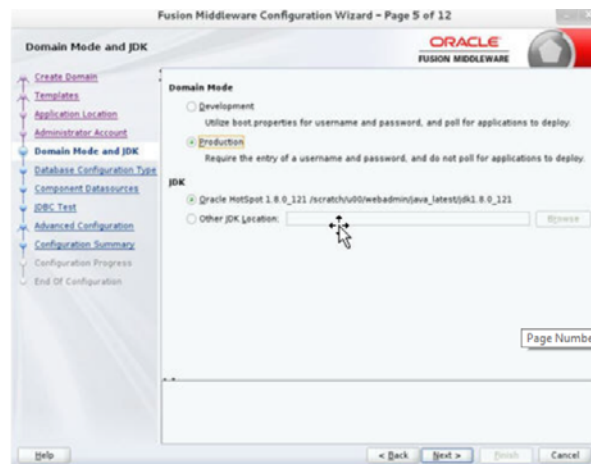 Fusion Middleware Configuration Wizard - Page 5 of 12
Domain Mode and JDK
ORACLE
FUSION MIDDLEWARE
Create Domain
Templates
Application Location
Administrator Account
Domain Mode and JDK
Database Configuration Type
Component Datasources
JDBC Test
Advanced Configuration
Configuration Summary
Configuration Progress
End Of Configuration
Domain Mode
Development
Utilize boot.properties for username and password, and poll for applications to deploy.
Production
Require the entry of a username and password, and do not poll for applications to deploy.
JDK
Oracle HotSpot 1.8.0_121 /scratch/u00/webadmin/java_latest/jdk1.8.0_121
Other JDK Location:
Browse
Page Numbe
Help
< Back
Next >
Finish
Cancel